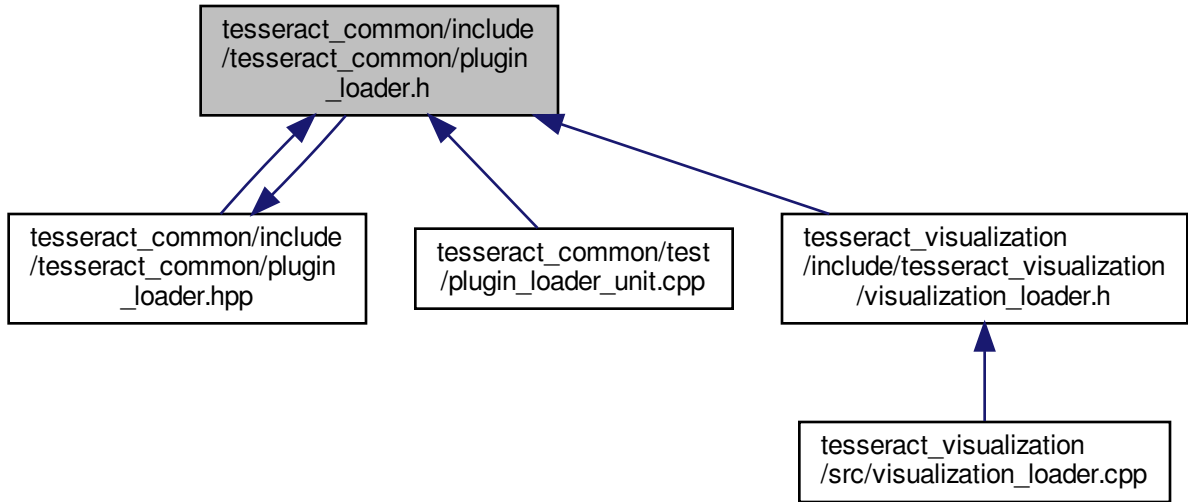 tesseract_common/include
/tesseract_common/plugin
_loader.h
tesseract_common/include
/tesseract_common/plugin
_loader.hpp
tesseract_common/test
/plugin_loader_unit.cpp
tesseract_visualization
/include/tesseract_visualization
/visualization_loader.h
tesseract_visualization
/src/visualization_loader.cpp